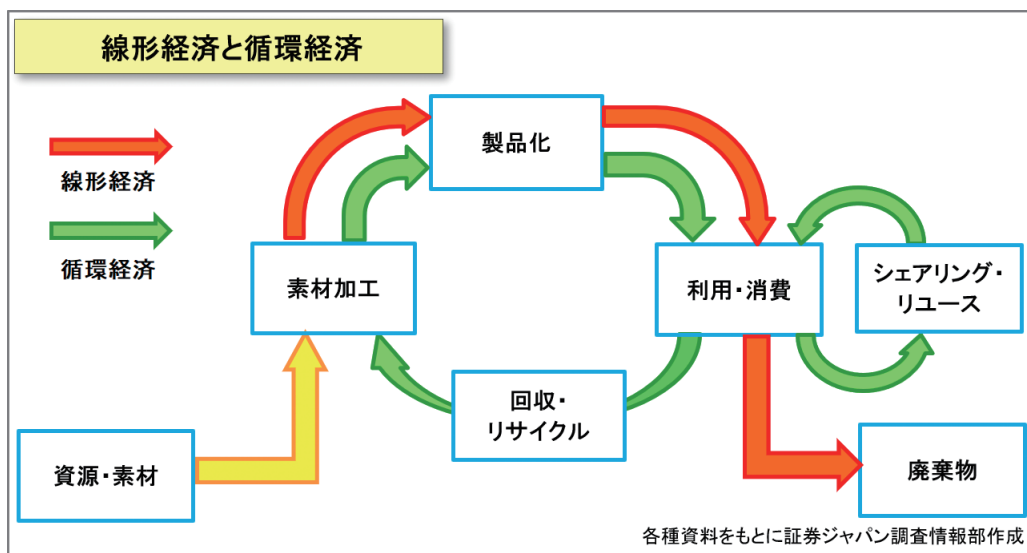 線形経済と循環経済
線形経済
循環経済
製品化
素材加工
利用・消費
シェアリング・
リユース
回収・
リサイクル
資源・素材
廃棄物
各種資料をもとに証券ジャパン調査情報部作成